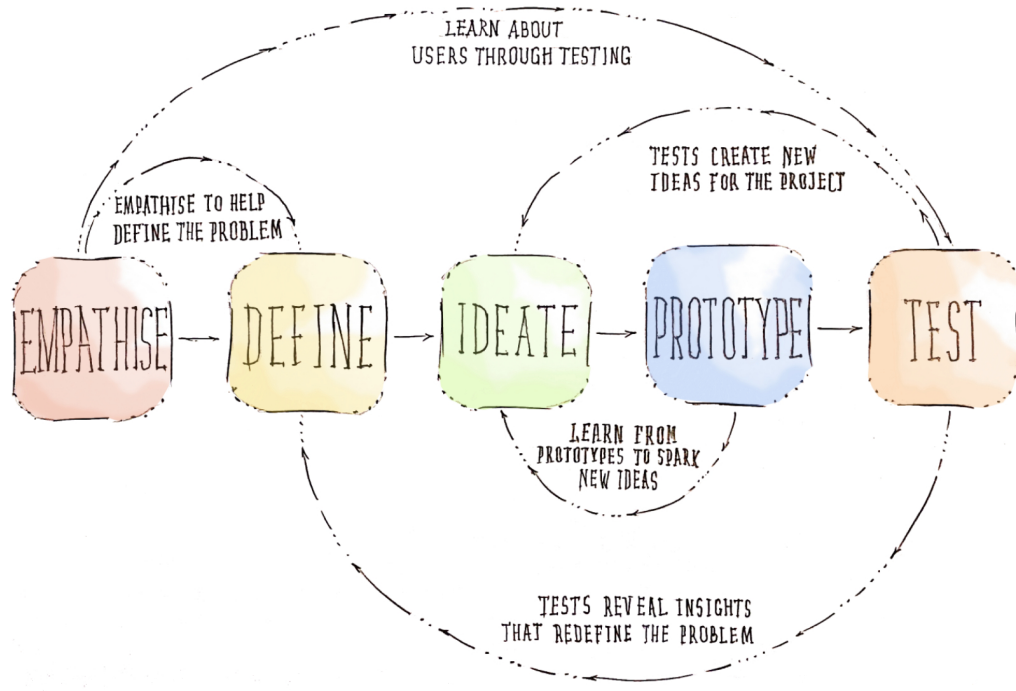 LEARN ABOUT
USERS THROUGH TESTING
TESTS CREATE NEW
IDEAS FOR THE PROJECT
EMPATHISE TO HELP
DEFINE THE PROBLEM
EMPATHISE
DEFINE
IDEATE
PROTOTYPE
TEST
LEARN FROM
PROTOTYPES TO SPARK
NEW IDEAS
TESTS REVEAL INSIGHTS
THAT REDEFINE THE PROBLEM